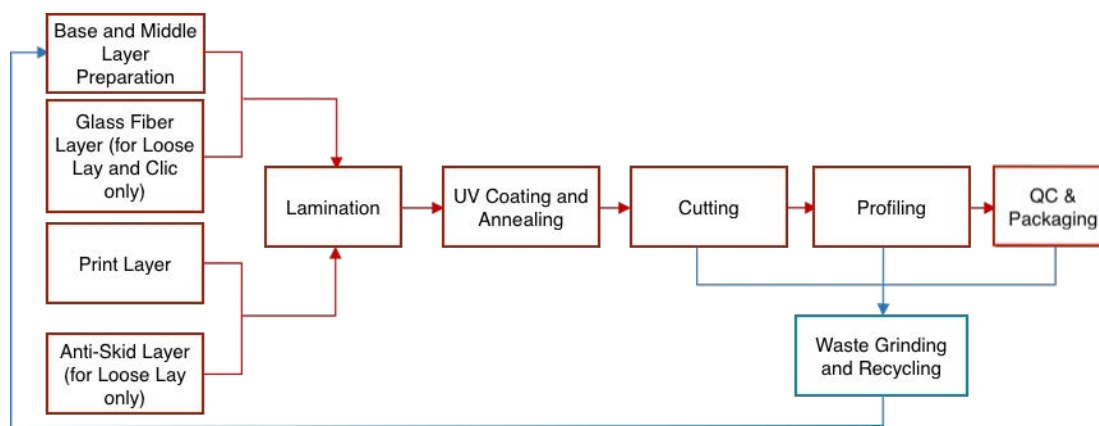 Base and Middle
Layer
Preparation
Glass Fiber
Layer (for Loose
Lay and Clic
only)
Print Layer
Anti-Skid Layer
(for Loose Lay
only)
Lamination
UV Coating and
Annealing
Cutting
Profiling
QC &
Packaging
Waste Grinding
and Recycling